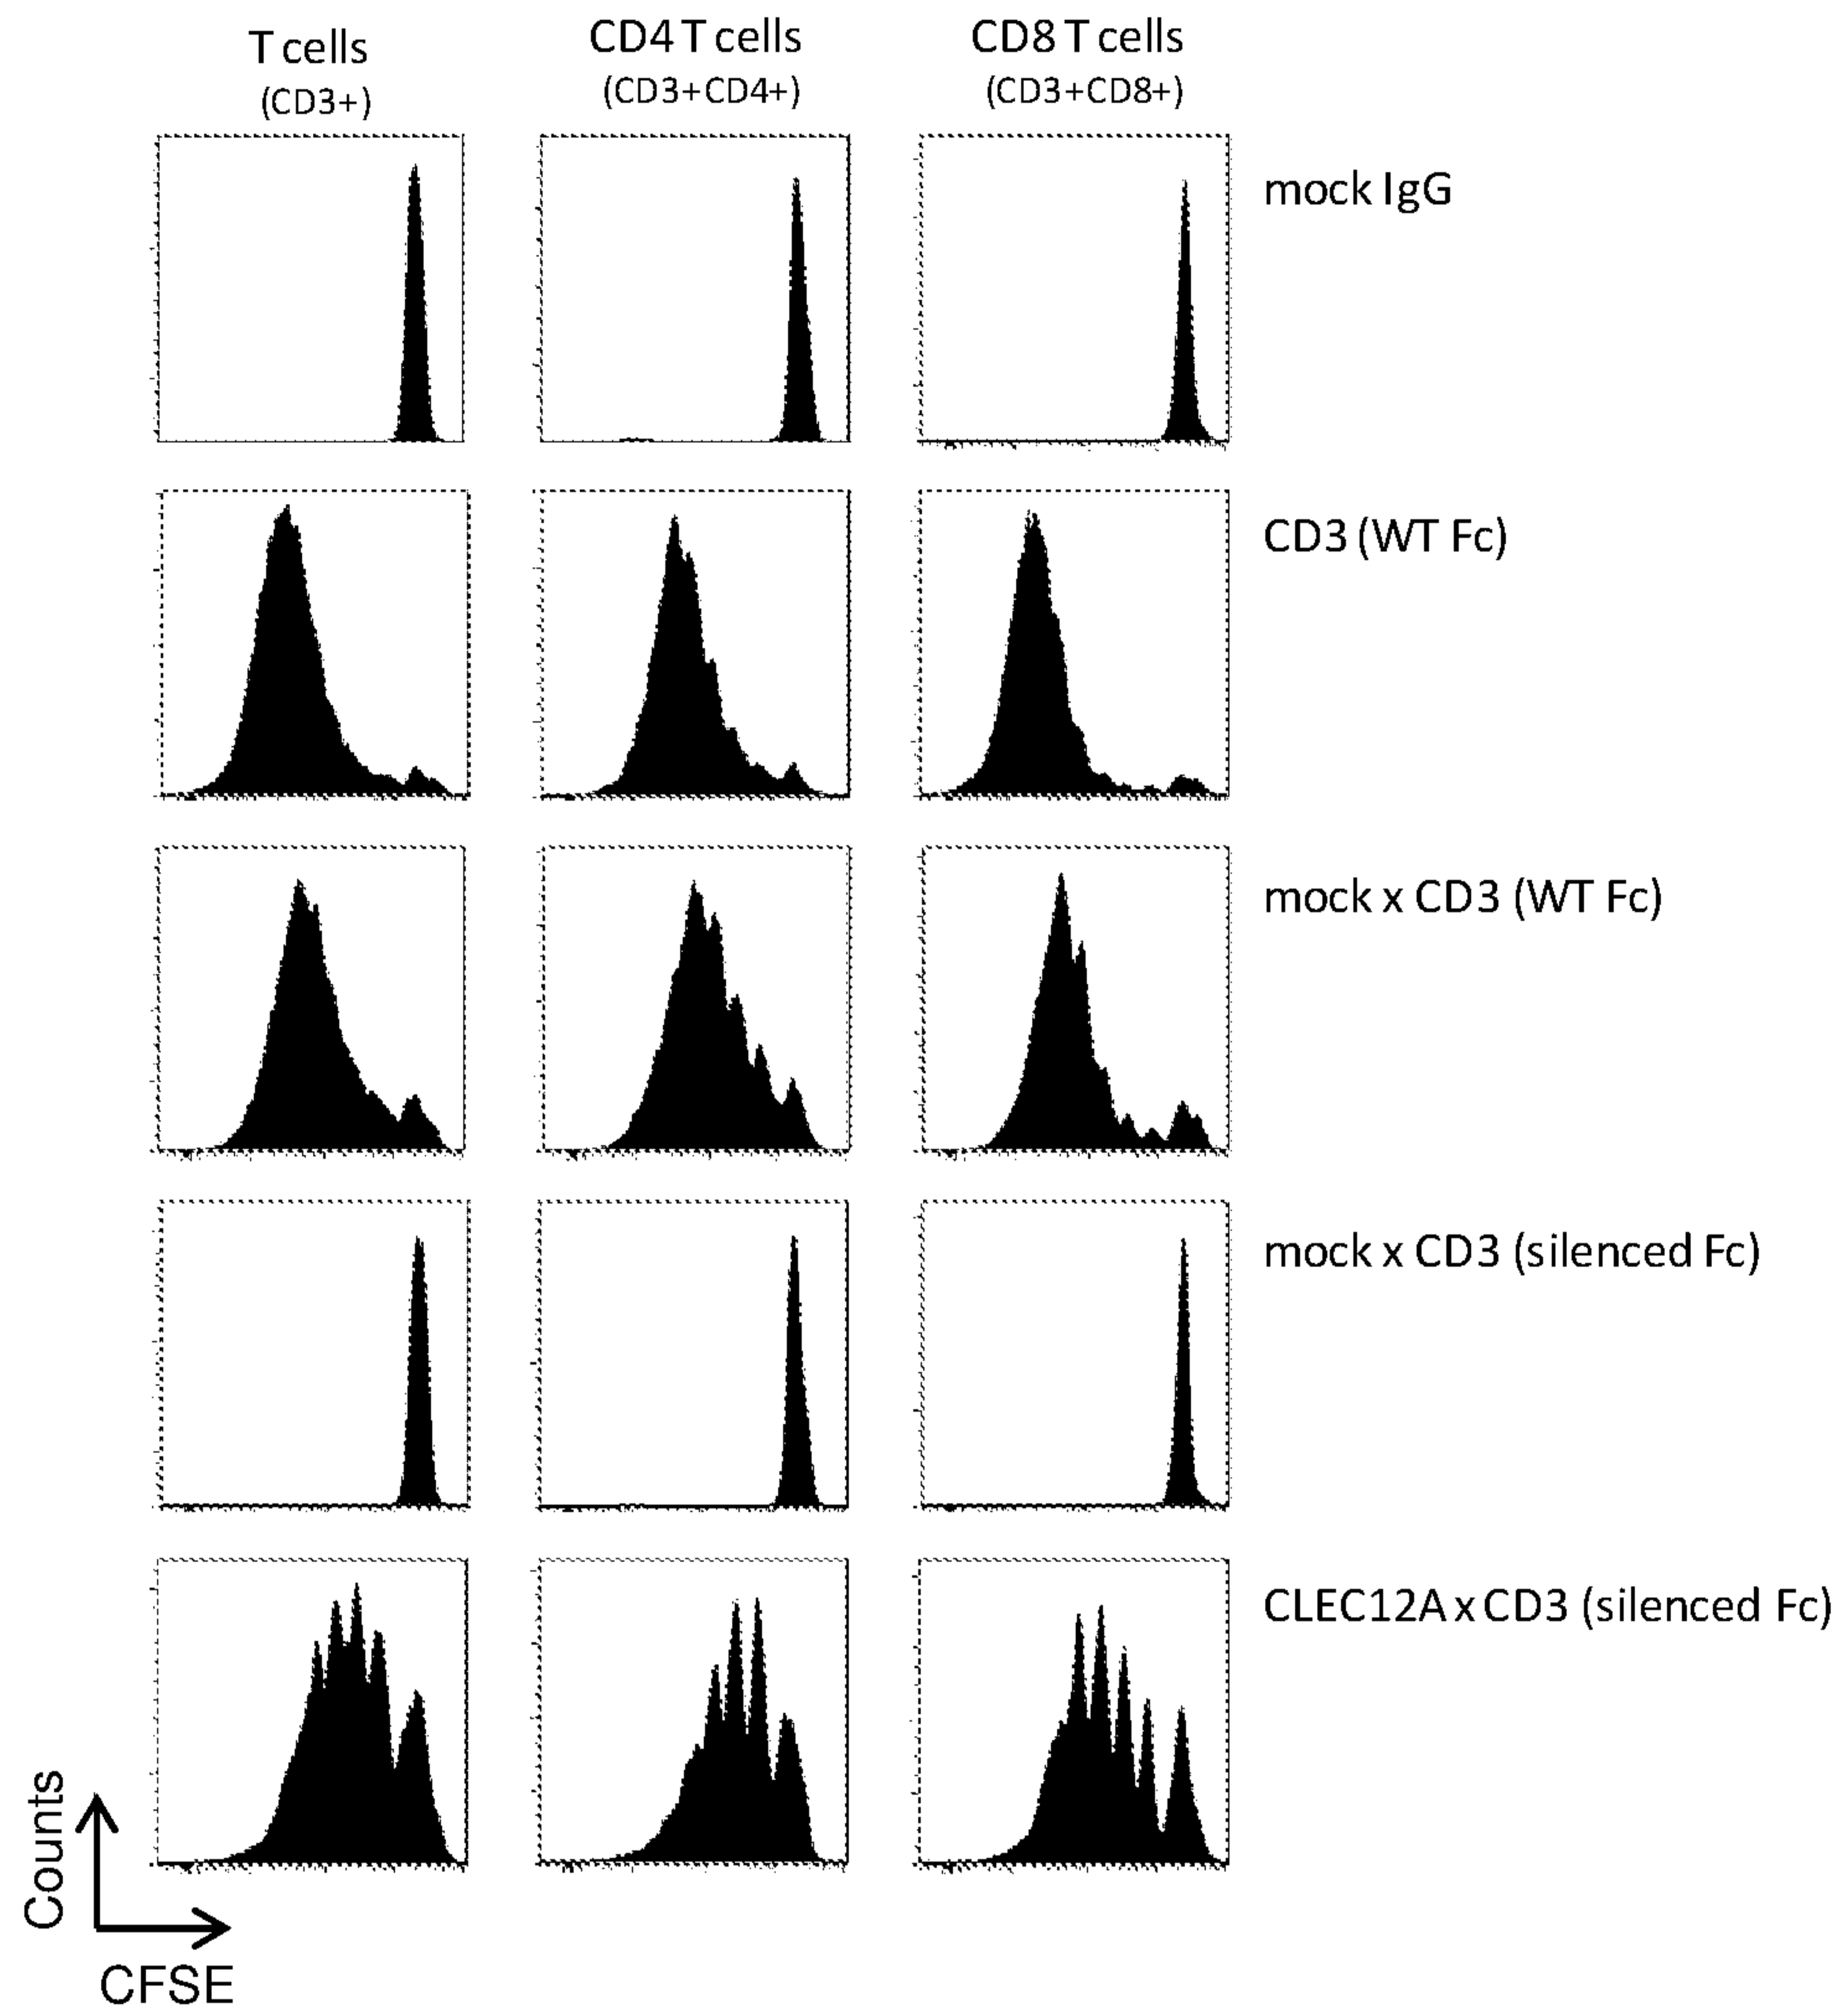 T cells
(CD3+)
CD4 T cells
(CD3+CD4+)
CD8 T cells
(CD3+CD8+)
mock IgG
CD3 (WT Fc)
mock x CD3 (WT Fc)
mock x CD3 (silenced Fc)
CLEC12A x CD3 (silenced Fc)
Counts
CFSE